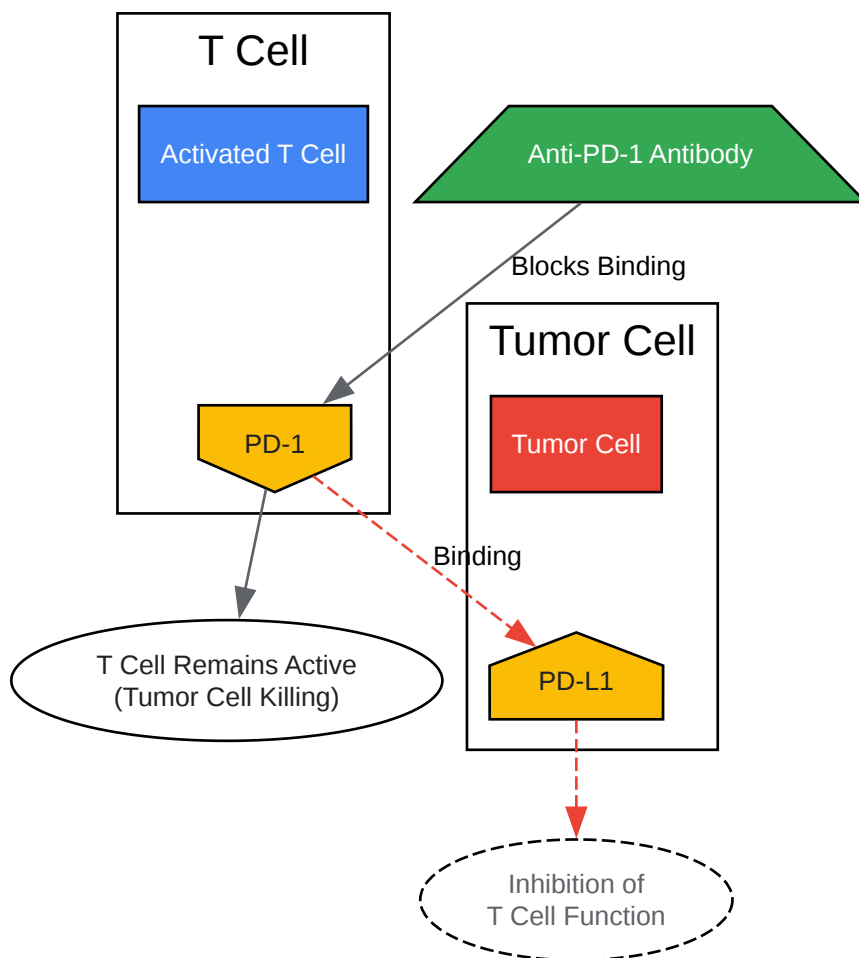 T Cell
Activated T Cell
Anti-PD-1 Antibody
Blocks Binding
Tumor Cell
PD-1
Tumor Cell
Binding
T Cell Remains Active
(Tumor Cell Killing)
PD-L1
Inhibition of
T Cell Function